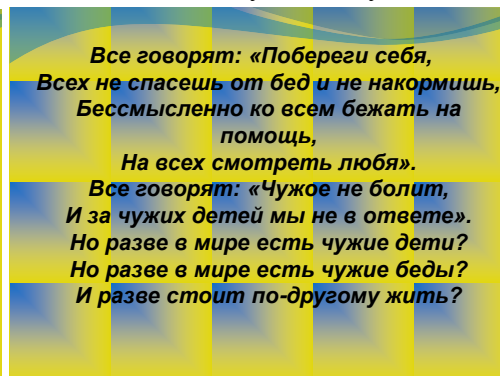 Все говорят: «Побереги себя,
Всех не спасешь от бед и не накормишь,
Бессмысленно ко всем бежать на
помощь,
На всех смотреть любя».
Все говорят: «Чужое не болит,
И за чужих детей мы не в ответе».
Но разве в мире есть чужие дети?
Но разве в мире есть чужие беды?
И разве стоит по-другому жить?